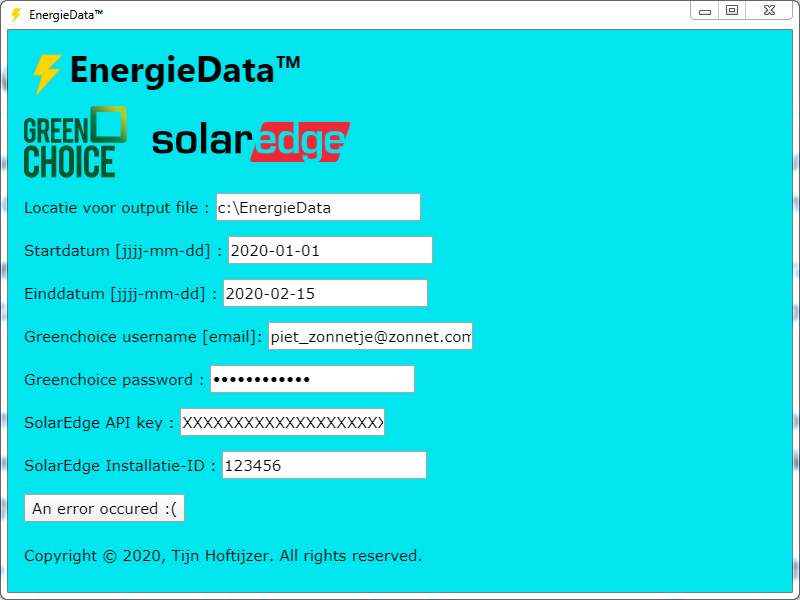 EnergieData™
EnergieData™
GREEN
CHOICE
solaredge
Locatie voor output file : c:\EnergieData
Startdatum [jjjj-mm-dd] : 2020-01-01
Einddatum [jjjj-mm-dd] : 2020-02-15
Greenchoice username [email]: piet_zonnetje@zonnet.com
Greenchoice password : ••••••••••••
SolarEdge API key : XXXXXXXXXXXXXXXXXXXX
SolarEdge Installatie-ID : 123456
An error occured :(
Copyright © 2020, Tijn Hoftijzer. All rights reserved.